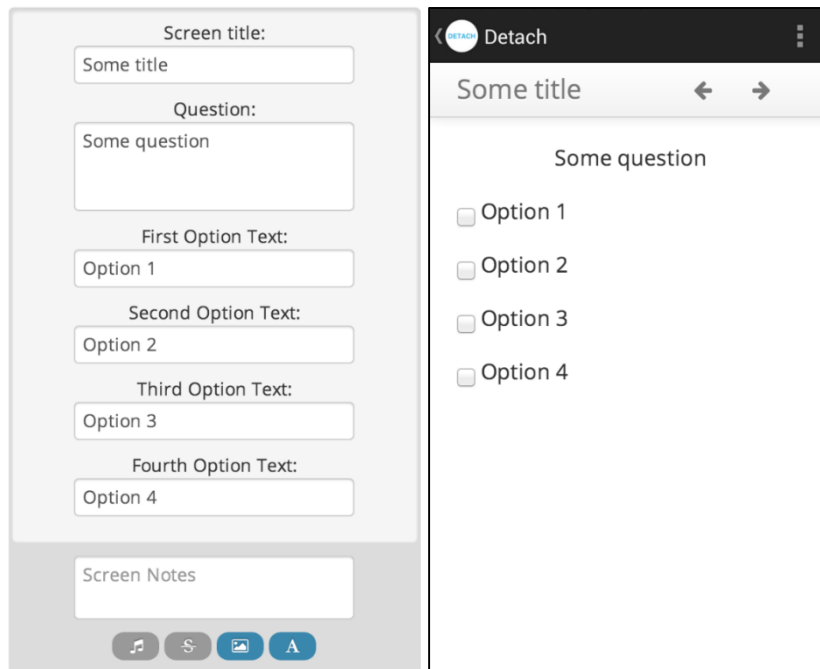 Screen title:
Some title
Question:
Some question
First Option Text:
Option 1
Second Option Text:
Option 2
Third Option Text:
Option 3
Fourth Option Text:
Option 4
Screen Notes
S A
DETACH Detach
Some title
Some question
Option 1
Option 2
Option 3
Option 4